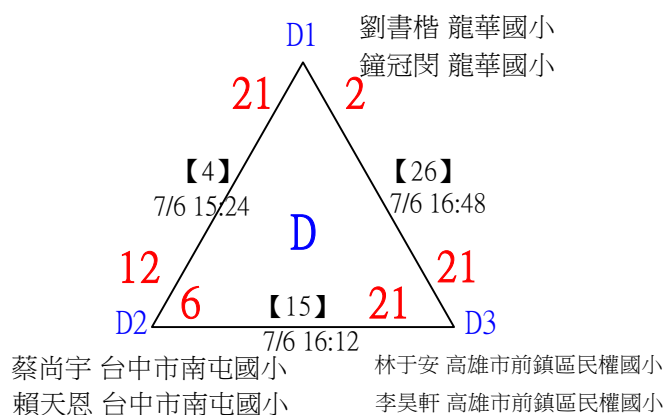 D1
劉書楷 龍華國小
鐘冠閔 龍華國小
21
2
【4】
7/6 15:24
【26】
7/6 16:48
D
12
21
6
【15】
21
D2
7/6 16:12
D3
蔡尚宇 台中市南屯國小
賴天恩 台中市南屯國小
林于安 高雄市前鎮區民權國小
李昊軒 高雄市前鎮區民權國小